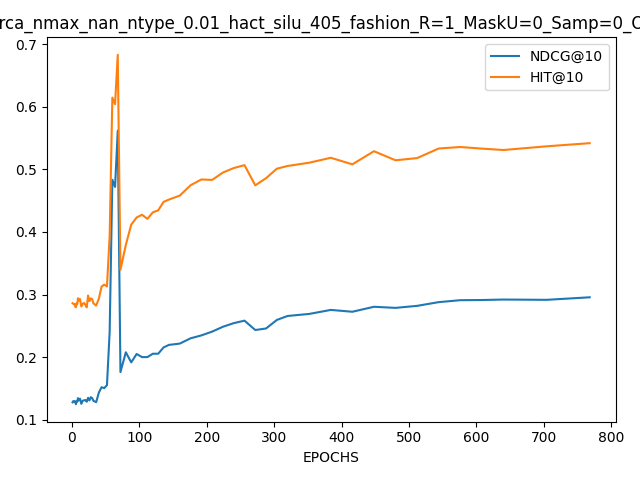 rca_nmax_nan_ntype_0.01_hact_silu_405_fashion_R=1_MaskU=0_Samp=0_C
0.7
0.6
0.5
0.4
0.3
0.2
0.1
NDCG@10
HIT@10
0 100 200 300 400 500 600 700 800
EPOCHS